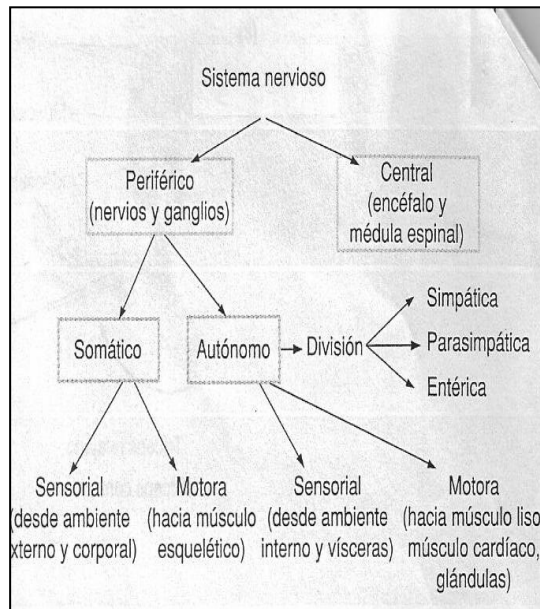 Sistema nervioso
Periférico
(nervios y ganglios)
Central
(encéfalo y
médula espinal)
Simpática
Somático
Autónomo
División
Parasimpática
Entérica
Sensorial
(desde ambiente
xterno y corporal)
Motora
(hacia músculo
esquelético)
Sensorial
(desde ambiente
interno y vísceras)
Motora
(hacia músculo liso
músculo cardíaco,
glándulas)